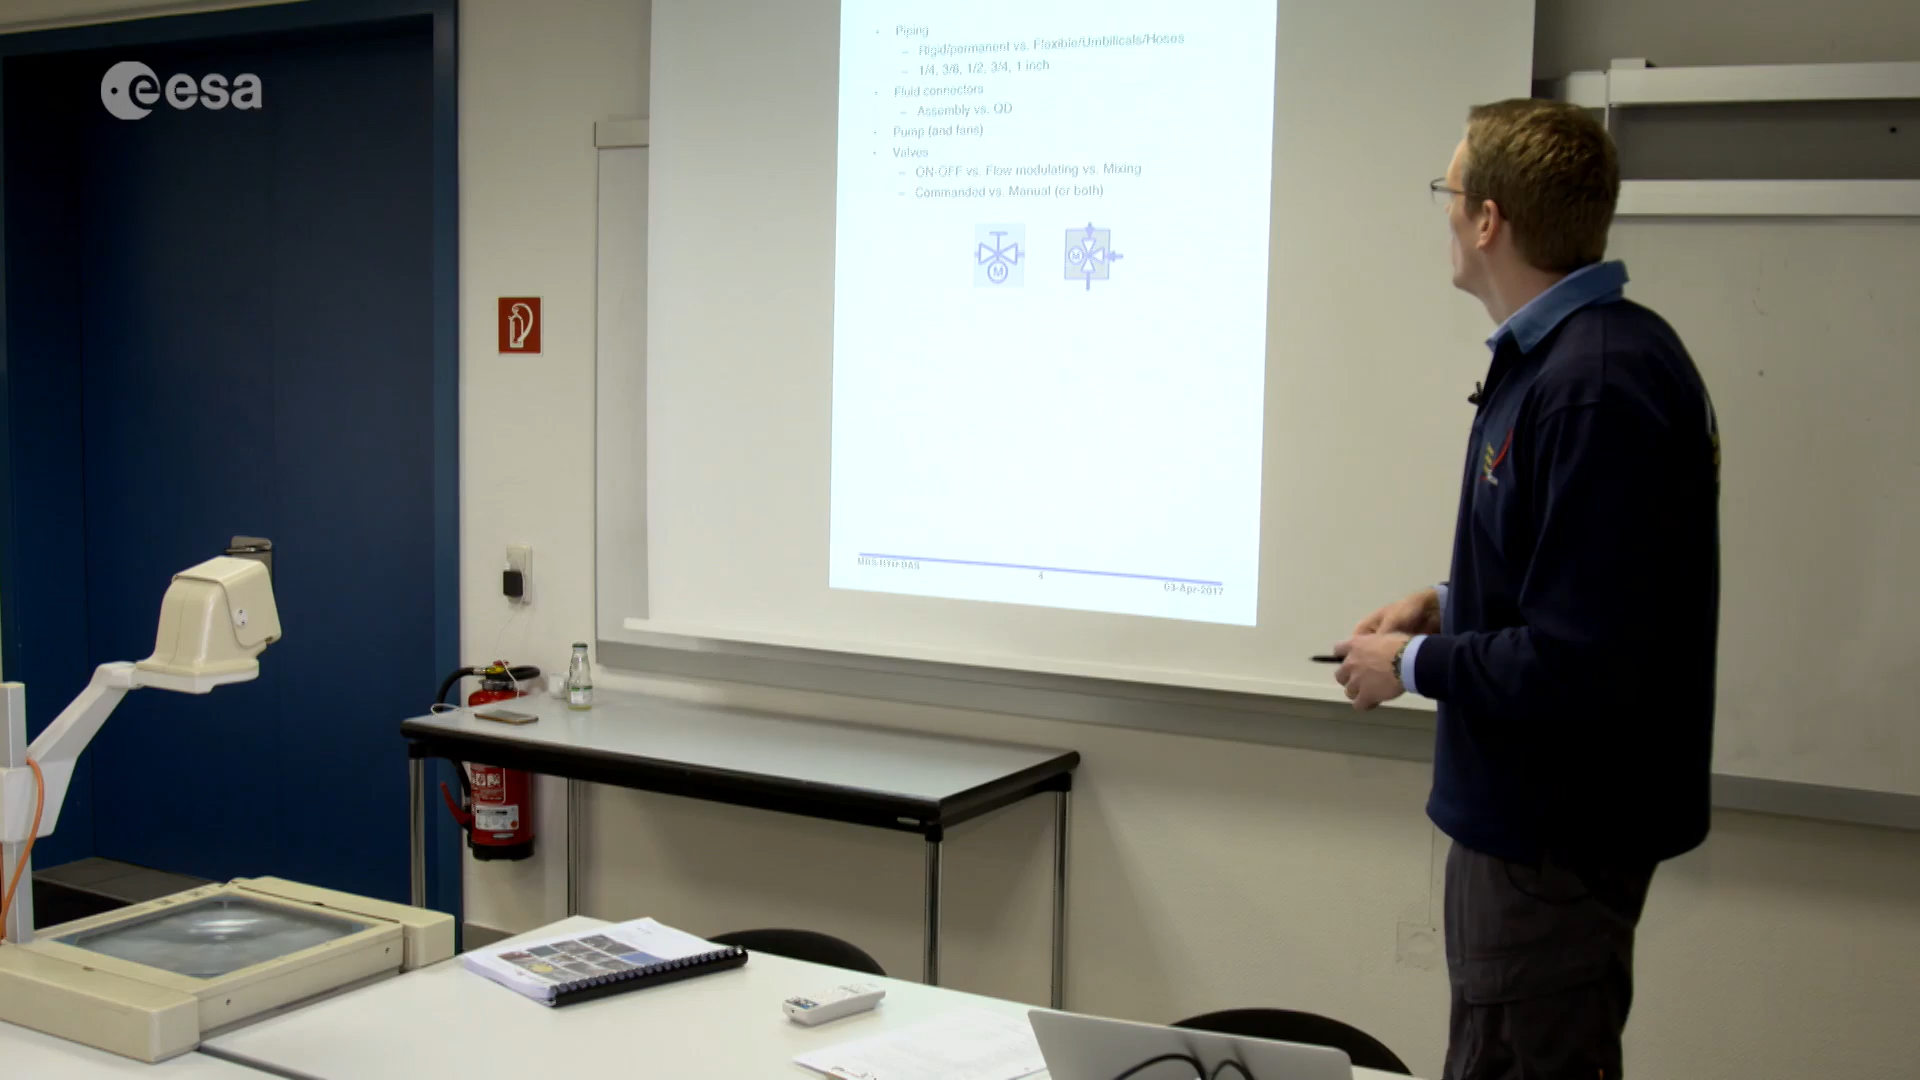 esa
• Piping
– Rigid/permanent vs. Flexible/Umbilicals/Hoses
– 1/4, 3/8, 1/2, 3/4, 1 inch
• Fluid connectors
– Assembly vs. QD
• Pump (and fans)
• Valves
– ON-OFF vs. Flow modulating vs. Mixing
– Commanded vs. Manual (or both)
M
M
4
03-Apr-2017